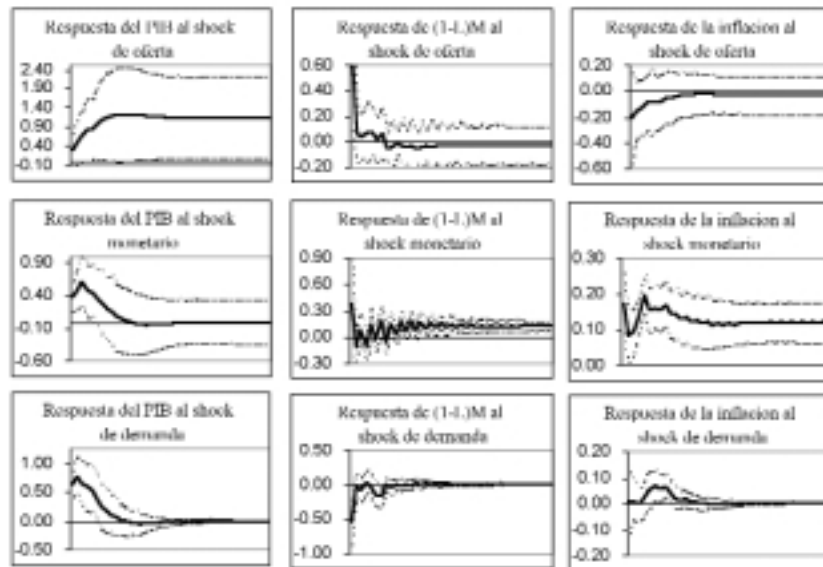 Respuesta del PIB al shock
de oferta
2.40
1.90
1.40
0.90
0.40
-0.10
Respuesta de (1-L)M al
shock de oferta
0.60
0.40
0.20
0.00
-0.20
Respuesta de la inflacion al
shock de oferta
0.20
0.00
-0.20
-0.40
-0.60
Respuesta del PIB al shock
monetario
0.90
0.40
-0.10
-0.60
Respuesta de (1-L)M al
shock monetario
0.90
0.60
0.30
0.00
-0.30
Respuesta de la inflacion al
shock monetario
0.30
0.20
0.10
0.00
Respuesta del PIB al shock
de demanda
1.00
0.50
0.00
-0.50
Respuesta de (1-L)M al
shock de demanda
0.50
0.00
-0.50
-1.00
Respuesta de la inflacion al
shock de demanda
0.20
0.10
0.00
-0.10
-0.20